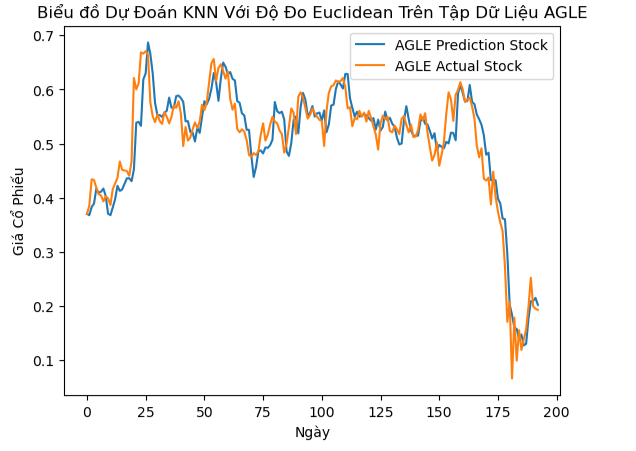 Biểu đồ Dự Đoán KNN Với Độ Đo Euclidean Trên Tập Dữ Liệu AGLE
AGLE Prediction Stock
AGLE Actual Stock
Giá Cổ Phiếu
0.7
0.6
0.5
0.4
0.3
0.2
0.1
0 25 50 75 100 125 150 175 200
Ngày